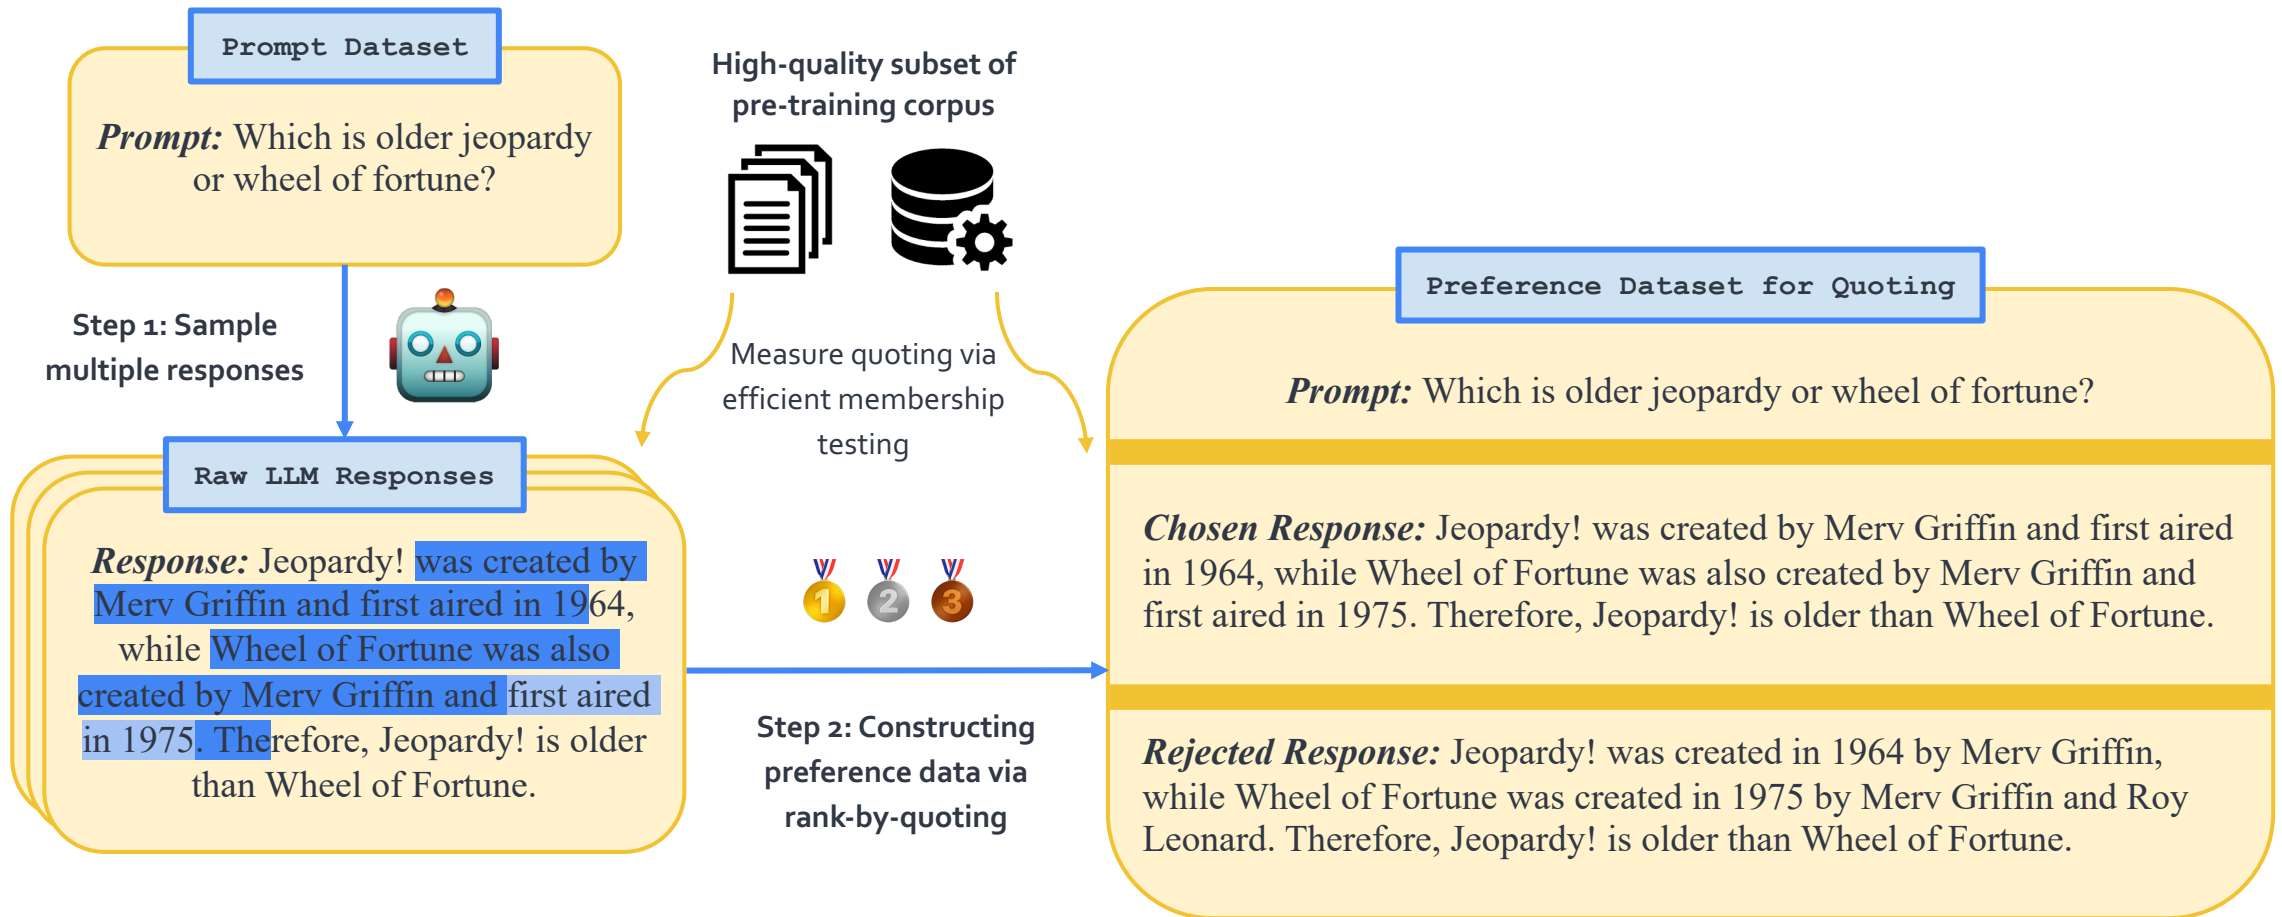 Prompt Dataset
Prompt: Which is older jeopardy
or wheel of fortune?
High-quality subset of
pre-training corpus
Step 1: Sample
multiple responses
Measure quoting via
efficient membership
testing
Raw LLM Responses
Response: Jeopardy! was created by
Merv Griffin and first aired in 1964,
while Wheel of Fortune was also
created by Merv Griffin and first aired
in 1975. Therefore, Jeopardy! is older
than Wheel of Fortune.
1 2 3
Step 2: Constructing
preference data via
rank-by-quoting
Preference Dataset for Quoting
Prompt: Which is older jeopardy or wheel of fortune?
Chosen Response: Jeopardy! was created by Merv Griffin and first aired
in 1964, while Wheel of Fortune was also created by Merv Griffin and
first aired in 1975. Therefore, Jeopardy! is older than Wheel of Fortune.
Rejected Response: Jeopardy! was created in 1964 by Merv Griffin,
while Wheel of Fortune was created in 1975 by Merv Griffin and Roy
Leonard. Therefore, Jeopardy! is older than Wheel of Fortune.